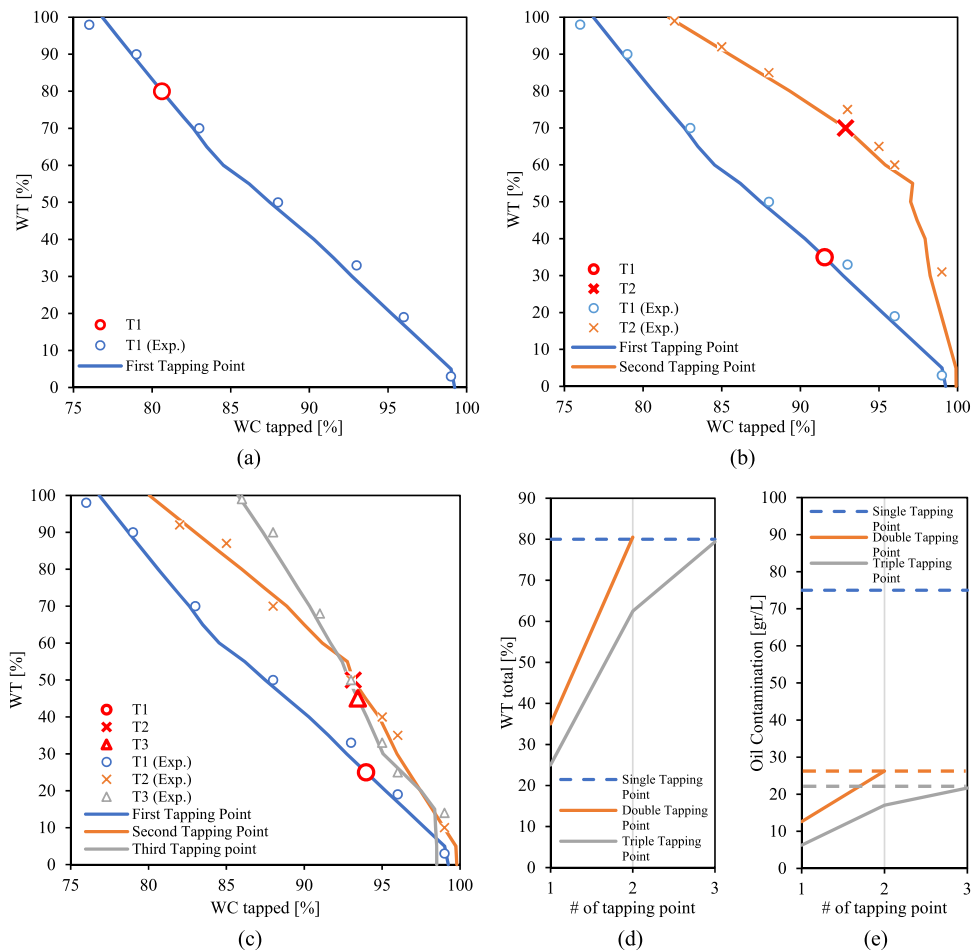 100
90
80
70
60
50
40
30
20
10
0
WT [%]
T1
T1 (Exp.)
First Tapping Point
75 80 85 90 95 100
WC tapped [%]
(a)
100
90
80
70
60
50
40
30
20
10
0
WT [%]
T1
T2
T1 (Exp.)
T2 (Exp.)
First Tapping Point
Second Tapping Point
75 80 85 90 95 100
WC tapped [%]
(b)
100
90
80
70
60
50
40
30
20
10
0
WT [%]
T1
T2
T3
T1 (Exp.)
T2 (Exp.)
T3 (Exp.)
First Tapping Point
Second Tapping Point
Third Tapping point
75 80 85 90 95 100
WC tapped [%]
(c)
90
80
70
60
50
40
30
20
10
0
WT total [%]
Single Tapping
Point
Double Tapping
Point
Triple Tapping
Point
1 2 3
# of tapping point
(d)
100
90
80
70
60
50
40
30
20
10
0
Oil Contamination [gr/L]
Single Tapping
Point
Double Tapping
Point
Triple Tapping
Point
1 2 3
# of tapping point
(e)